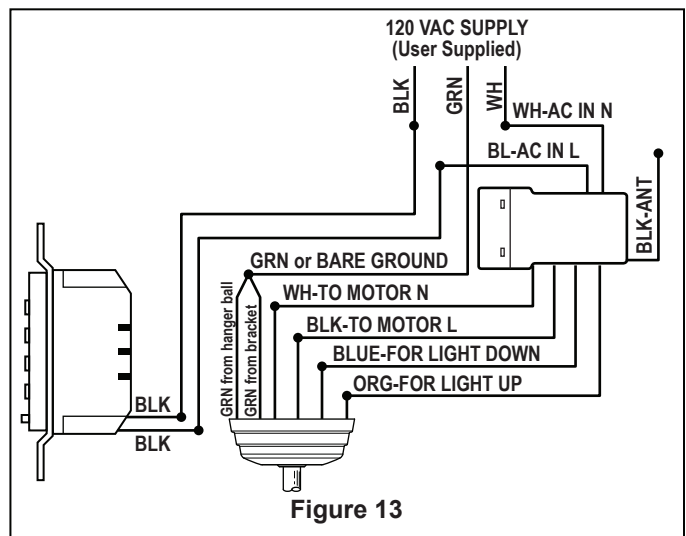 120 VAC SUPPLY
(User Supplied)
BLK
GRN
WH
WH-AC IN N
BL-AC IN L
BLK-ANT
GRN or BARE GROUND
GRN from hanger ball
GRN from bracket
WH-TO MOTOR N
BLK-TO MOTOR L
BLUE-FOR LIGHT DOWN
ORG-FOR LIGHT UP
BLK
BLK
Figure 13